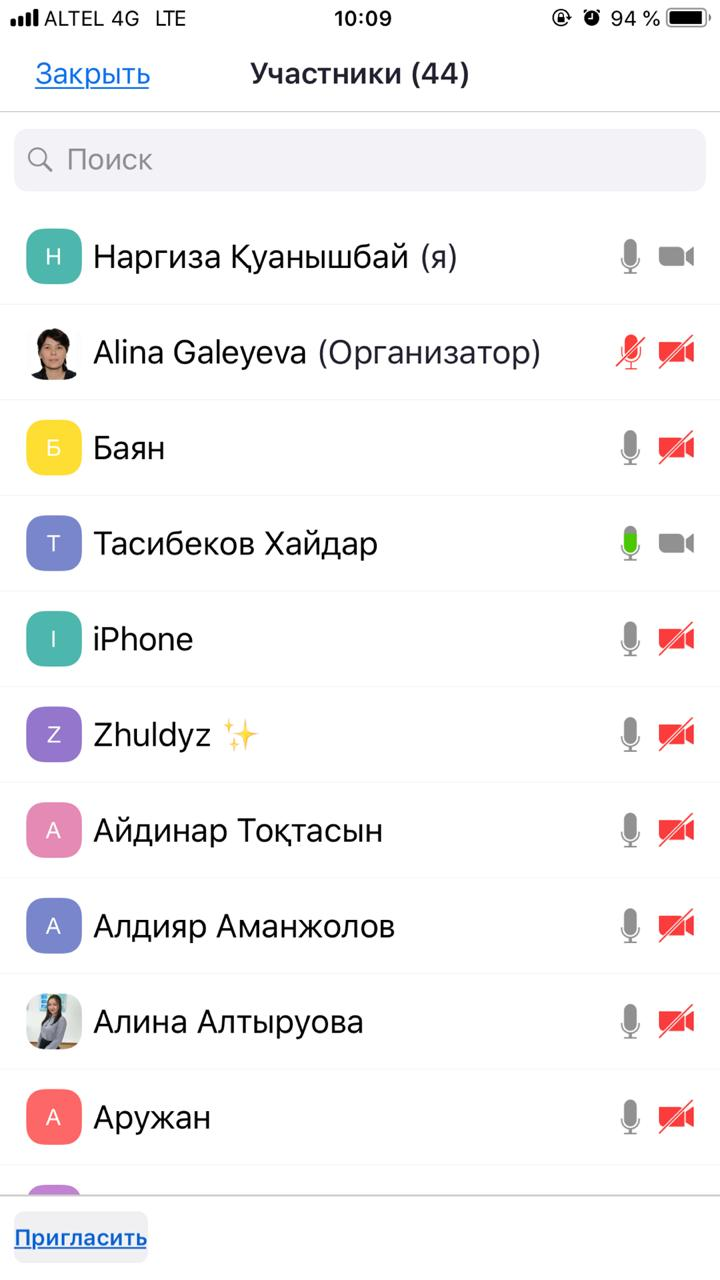 ALTEL 4G LTE 10:09 94 %
Закрыть Участники (44)
Поиск
Н Наргиза Қуанышбай (я)
Alina Galeyeva (Организатор)
Б Баян
Т Тасибеков Хайдар
I iPhone
Z Zhuldyz ✨
А Айдинар Тоқтасын
А Алдияр Аманжолов
Алина Алтыруова
А Аружан
Пригласить